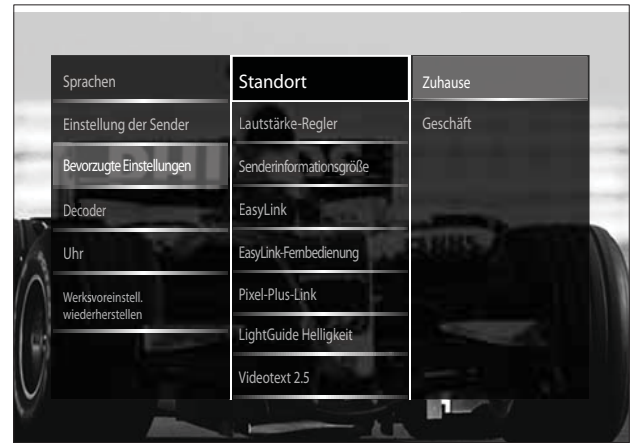 Sprachen
Einstellung der Sender
Bevorzugte Einstellungen
Decoder
Uhr
Werksvoreinstell.
wiederherstellen
Standort
Lautstärke-Regler
Senderinformationsgröße
EasyLink
EasyLink-Fernbedienung
Pixel-Plus-Link
LightGuide Helligkeit
Videotext 2.5
Zuhause
Geschäft